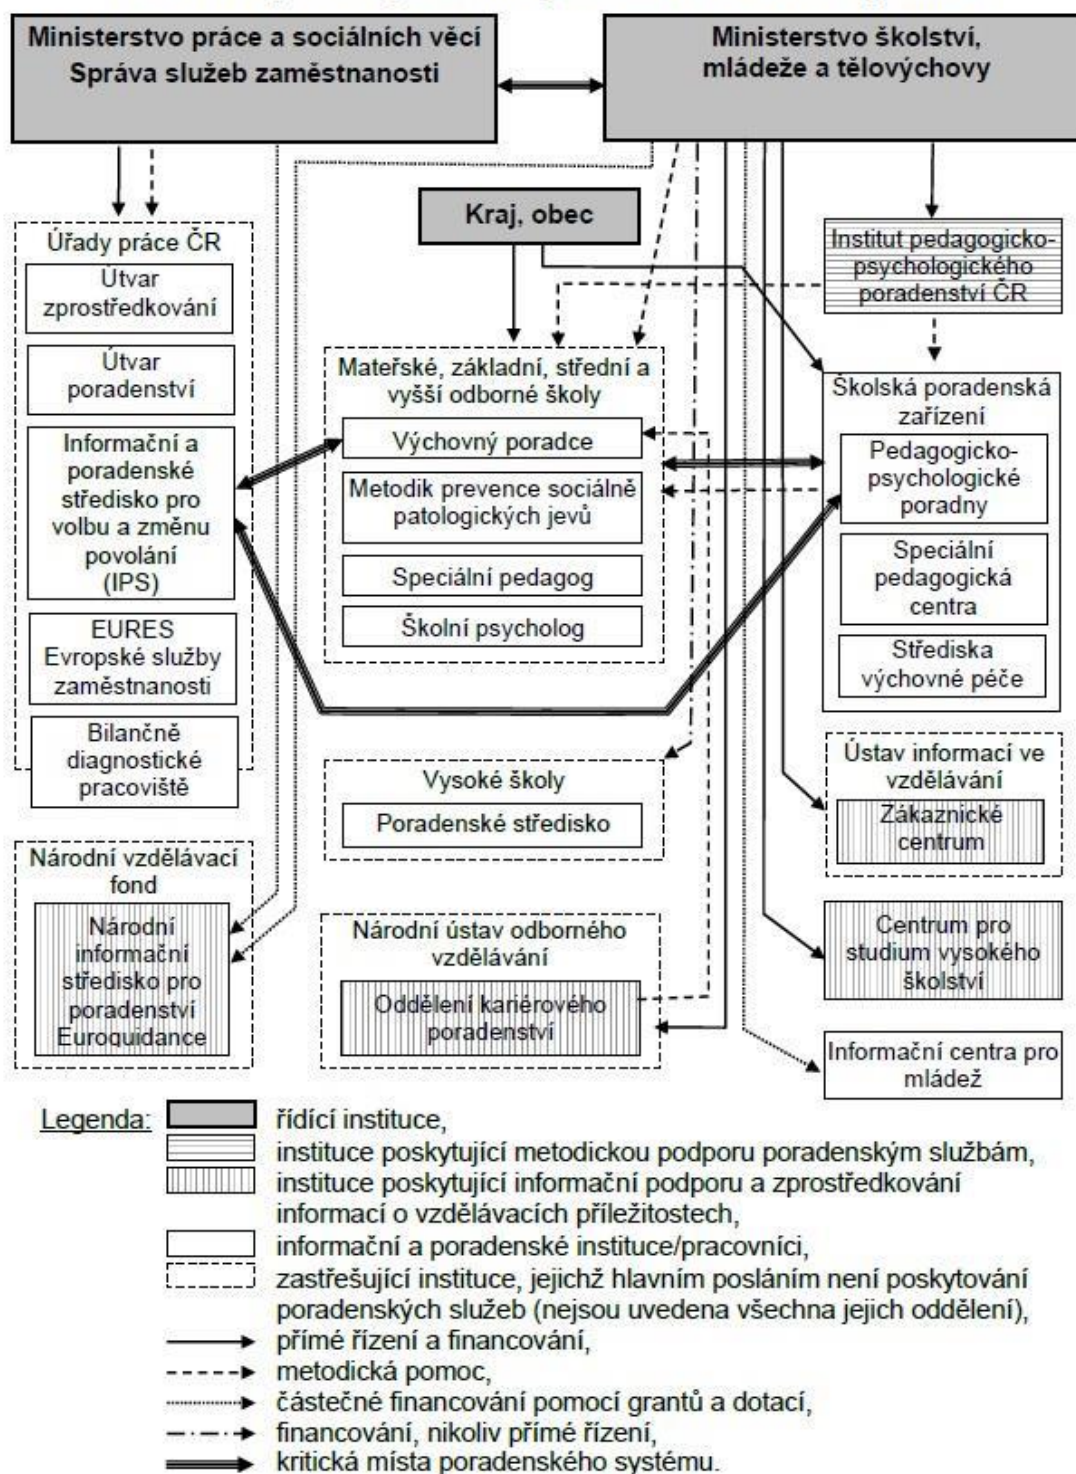 Ministerstvo práce a sociálních věcí
Správa služeb zaměstnanosti
Ministerstvo školství,
mládeže a tělovýchovy
Kraj, obec
Úřady práce ČR
Útvar
zprostředkování
Útvar
poradenství
Informační a
poradenské
středisko pro
volbu a změnu
povolání
(IPS)
EURES
Evropské služby
zaměstnanosti
Bilančně
diagnostické
pracoviště
Národní vzdělávací
fond
Národní
informační
středisko pro
poradenství
Euroguidance
Mateřské, základní, střední a
vyšší odborné školy
Výchovný poradce
Metodik prevence sociálně
patologických jevů
Speciální pedagog
Školní psycholog
Vysoké školy
Poradenské středisko
Národní ústav odborného
vzdělávání
Oddělení kariérového
poradenství
Institut pedagogicko-
psychologického
poradenství ČR
Školská poradenská
zařízení
Pedagogicko-
psychologické
poradny
Speciální
pedagogická
centra
Střediska
výchovné péče
Ústav informací ve
vzdělávání
Zákaznické
centrum
Centrum pro
studium vysokého
školství
Informační centra pro
mládež
Legenda:
řídící instituce,
instituce poskytující metodickou podporu poradenským službám,
instituce poskytující informační podporu a zprostředkování
informací o vzdělávacích příležitostech,
informační a poradenské instituce/pracovníci,
zastřešující instituce, jejichž hlavním posláním není poskytování
poradenských služeb (nejsou uvedena všechna jejich oddělení),
přímé řízení a financování,
metodická pomoc,
částečné financování pomocí grantů a dotací,
financování, nikoliv přímé řízení,
kritická místa poradenského systému.